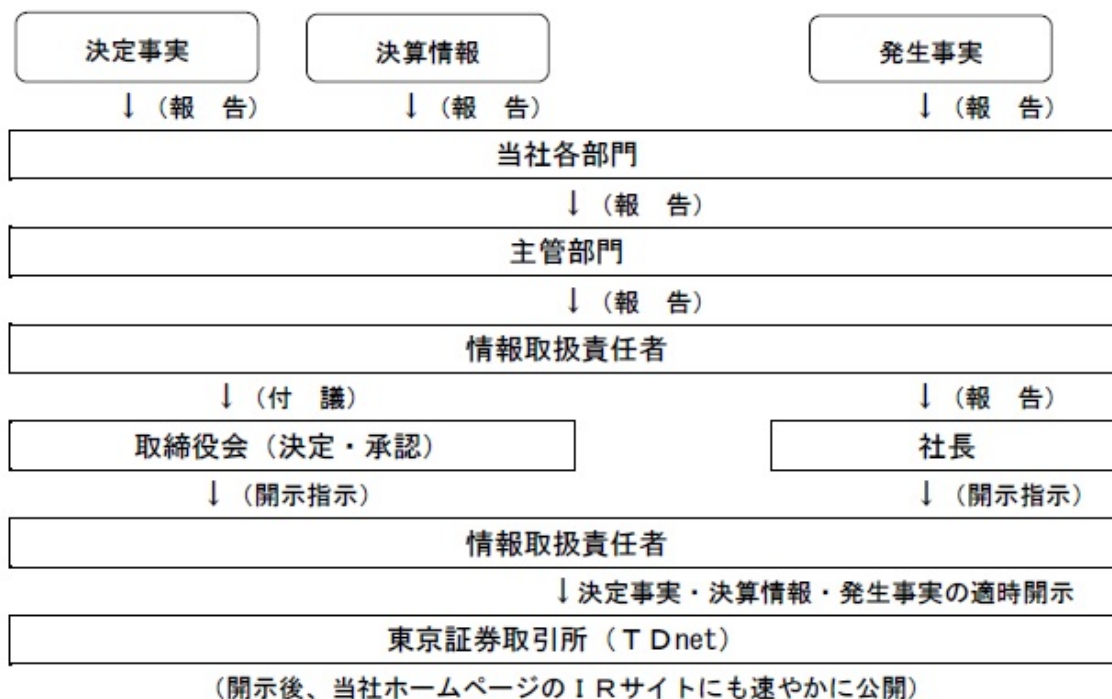 決定事実 決算情報 発生事実
↓（報　告） ↓（報　告） ↓（報　告）
当社各部門
↓（報　告）
主管部門
↓（報　告）
情報取扱責任者
↓（付　議） ↓（報　告）
取締役会（決定・承認） 社長
↓（開示指示） ↓（開示指示）
情報取扱責任者
↓決定事実・決算情報・発生事実の適時開示
東京証券取引所（ＴＤnet）
（開示後、当社ホームページのＩＲサイトにも速やかに公開）